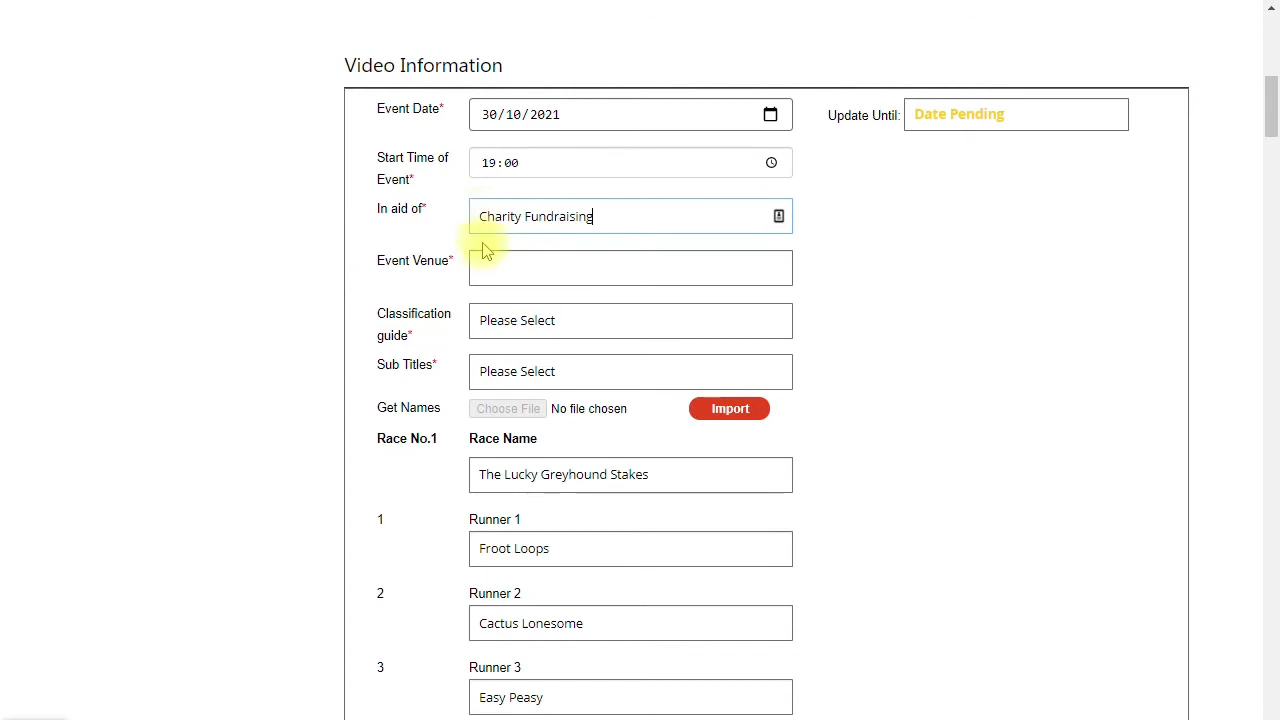 Video Information
Event Date*
30/10/2021
Update Until:
Date Pending
Start Time of
Event*
19:00
In aid of*
Charity Fundraising
Event Venue*
Classification
guide*
Please Select
Sub Titles*
Please Select
Get Names
Choose File
No file chosen
Import
Race No.1
Race Name
The Lucky Greyhound Stakes
1
Runner 1
Froot Loops
2
Runner 2
Cactus Lonesome
3
Runner 3
Easy Peasy